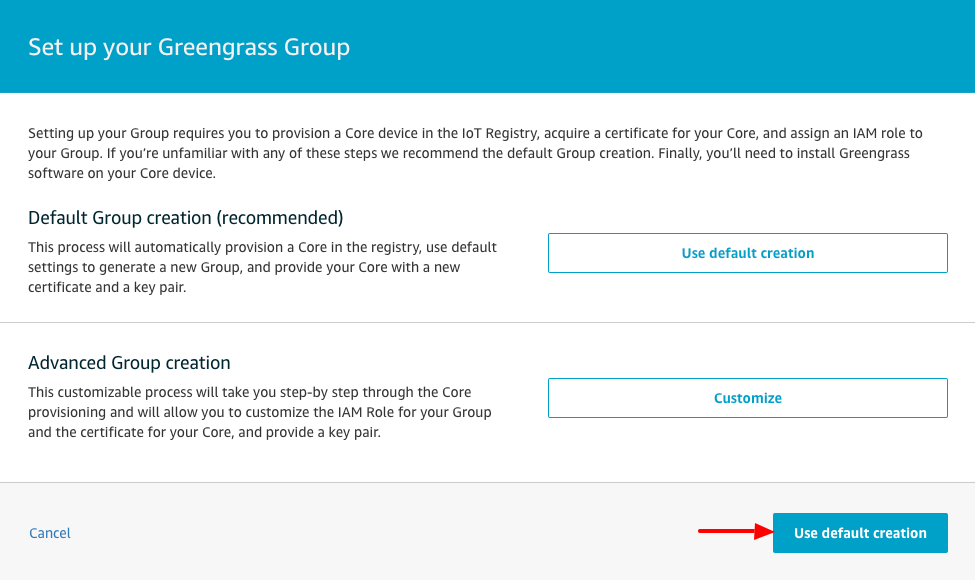 Set up your Greengrass Group
Setting up your Group requires you to provision a Core device in the IoT Registry, acquire a certificate for your Core, and assign an IAM role to
your Group. If you’re unfamiliar with any of these steps we recommend the default Group creation. Finally, you’ll need to install Greengrass
software on your Core device.
Default Group creation (recommended)
This process will automatically provision a Core in the registry, use default
settings to generate a new Group, and provide your Core with a new
certificate and a key pair.
Use default creation
Advanced Group creation
This customizable process will take you step-by step through the Core
provisioning and will allow you to customize the IAM Role for your Group
and the certificate for your Core, and provide a key pair.
Customize
Cancel
Use default creation